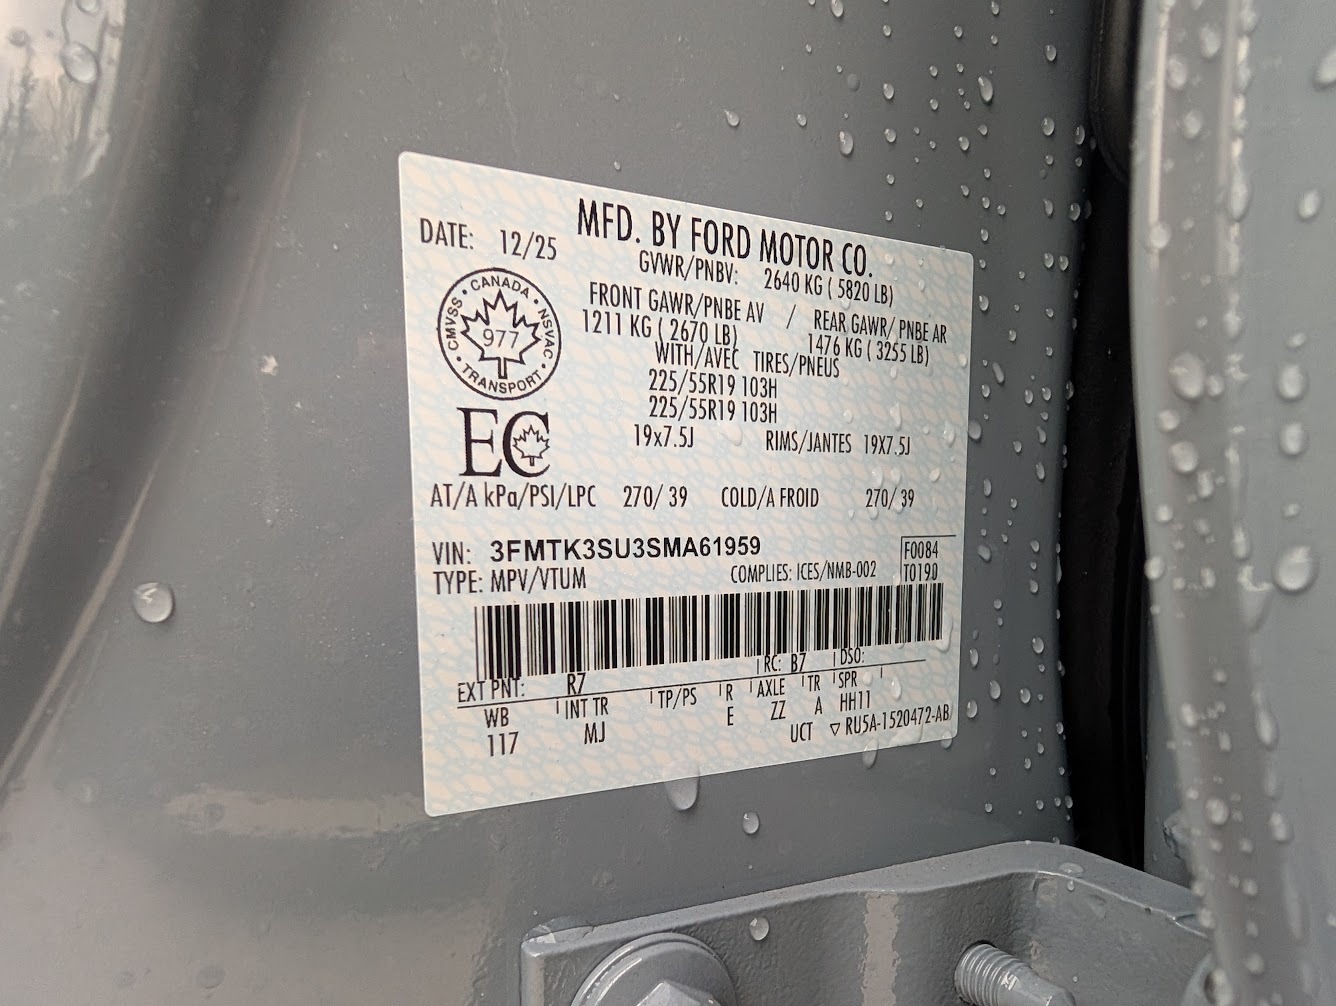 MFD. BY FORD MOTOR CO.
DATE: 12/25
GVWR/PNBV: 2640 KG ( 5820 LB)
FRONT GAWR/PNBE AV / REAR GAWR/ PNBE AR
1211 KG ( 2670 LB) 1476 KG ( 3255 LB)
WITH/AVEC TIRES/PNEUS
225/55R19 103H
225/55R19 103H
19x7.5J RIMS/JANTES 19X7.5J
CANADA · NSVAC · TRANSPORT · CMVSS ·
977
EC
AT/A kPa/PSI/LPC 270/ 39 COLD/A FROID 270/ 39
VIN: 3FMTK3SU3SMA61959
F0084
TYPE: MPV/VTUM COMPLIES: ICES/NMB-002 T0190
RC: B7 DSO:
EXT PNT: R7
WB INT TR TP/PS R AXLE TR SPR
117 MJ E ZZ A HH11
UCT ▽ RU5A-1520472-AB